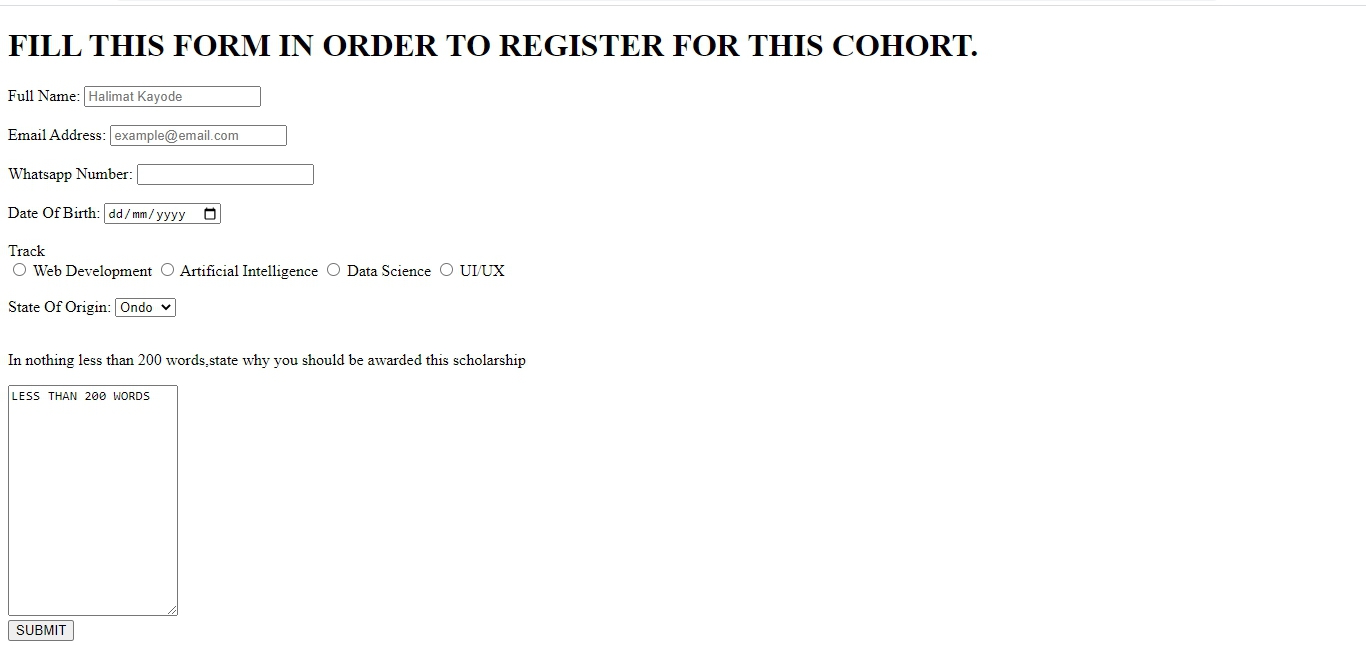 FILL THIS FORM IN ORDER TO REGISTER FOR THIS COHORT.
Full Name: Halimat Kayode
Email Address: example@email.com
Whatsapp Number:
Date Of Birth: dd/mm/yyyy
Track
Web Development Artificial Intelligence Data Science UI/UX
State Of Origin: Ondo
In nothing less than 200 words,state why you should be awarded this scholarship
LESS THAN 200 WORDS
SUBMIT